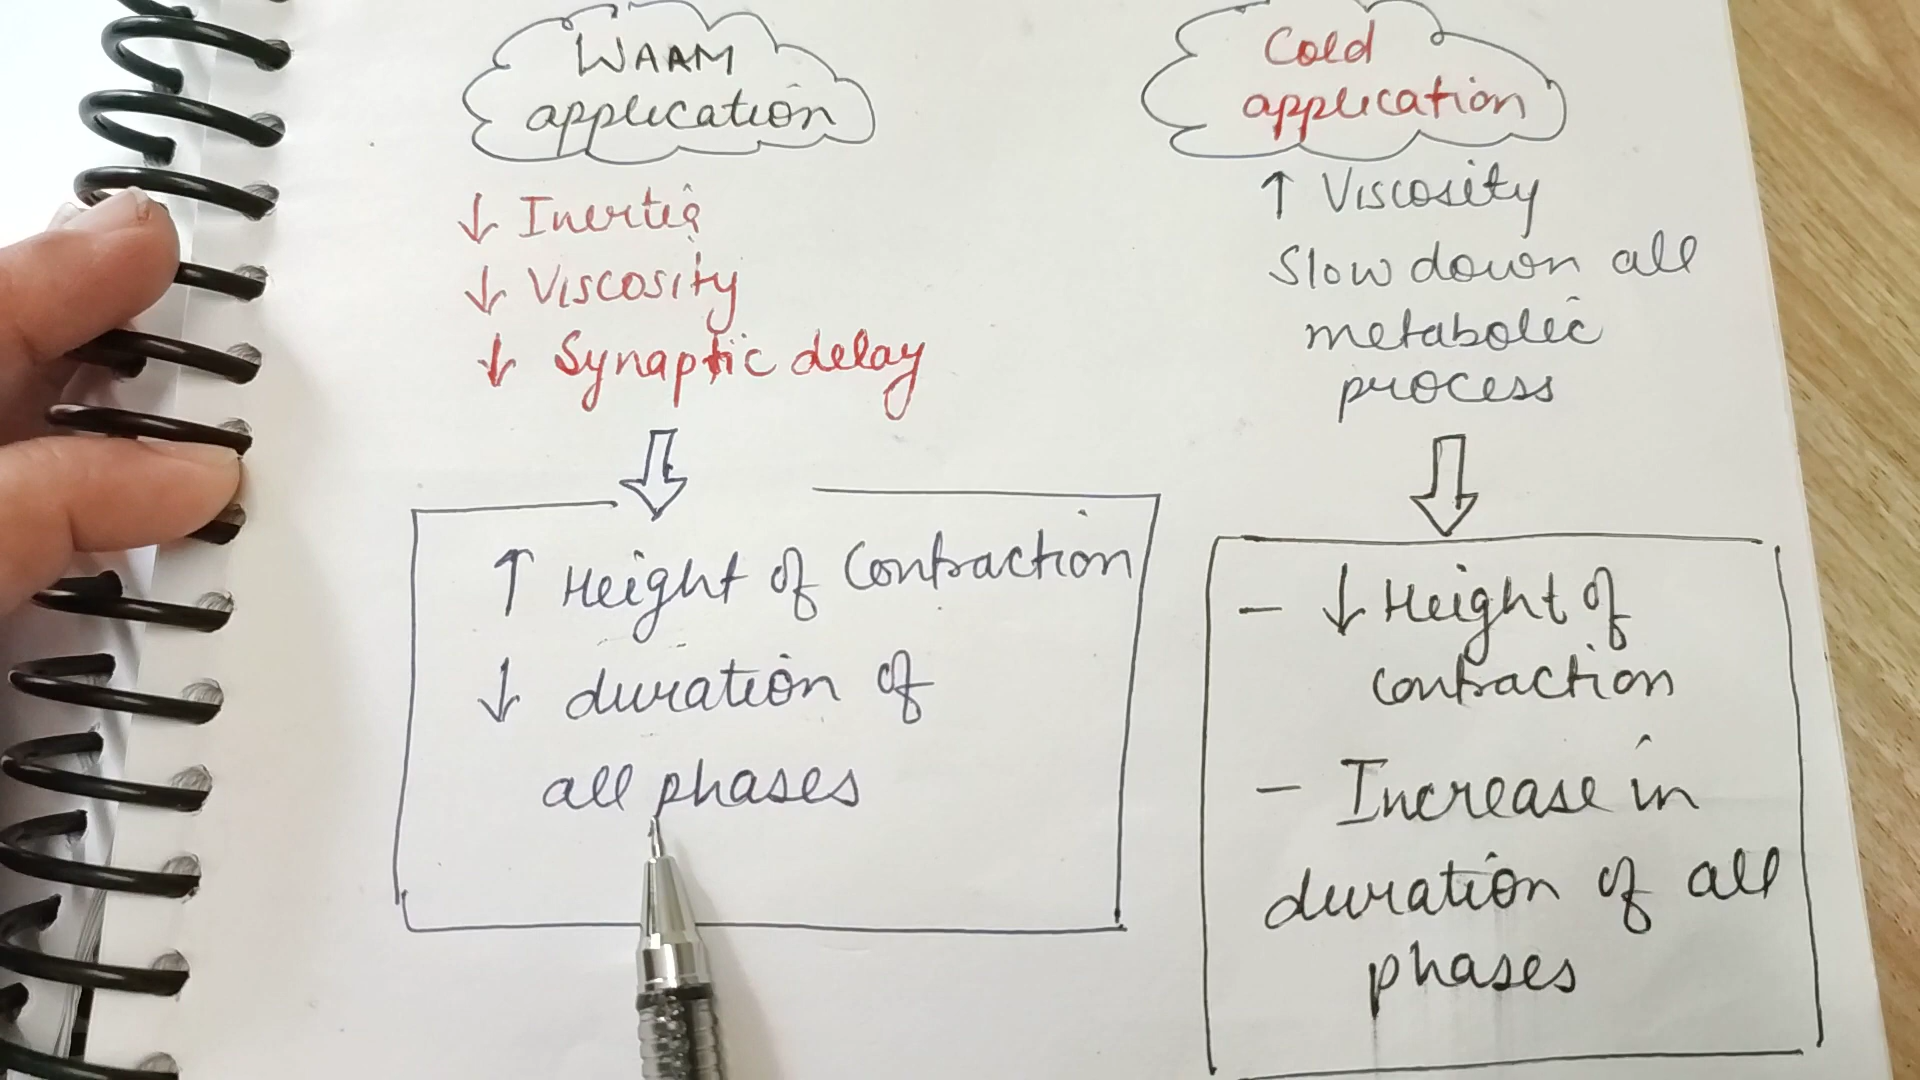 WAAM
application
↓ Inertia
↓ Viscosity
↓ Synaptic delay
↑ Height of Contraction
↓ duration of
all phases
Cold
application
↑ Viscosity
Slow down all
metabolic
process
- ↓ Height of
contraction
- Increase in
duration of all
phases